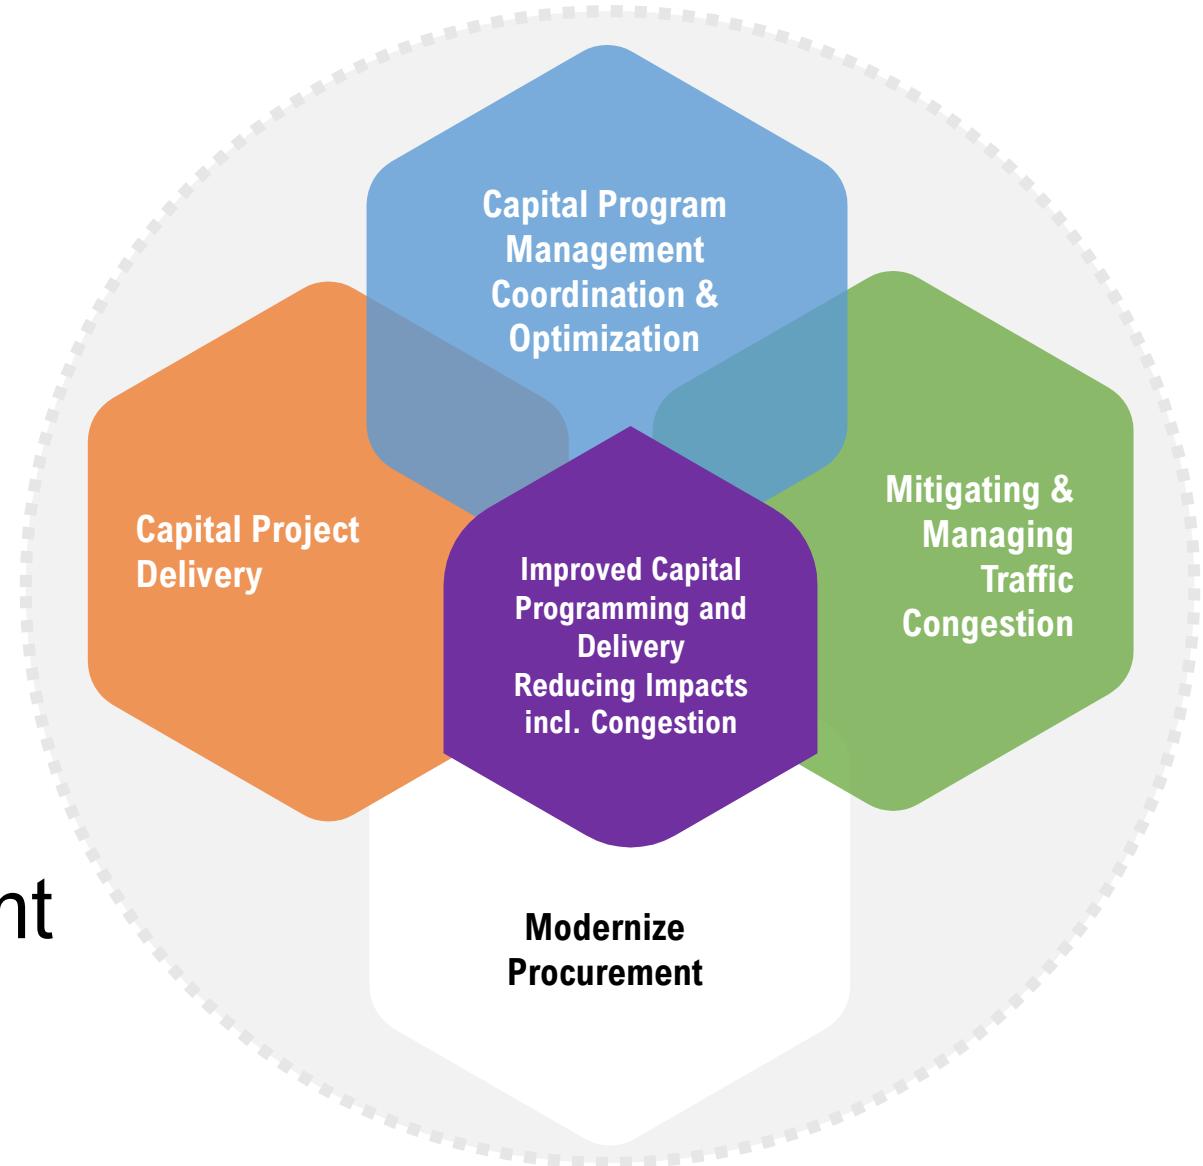 Capital Program
Management
Coordination &
Optimization
Capital Project
Delivery
Improved Capital
Programming and
Delivery
Reducing Impacts
incl. Congestion
Mitigating &
Managing
Traffic
Congestion
Modernize
Procurement